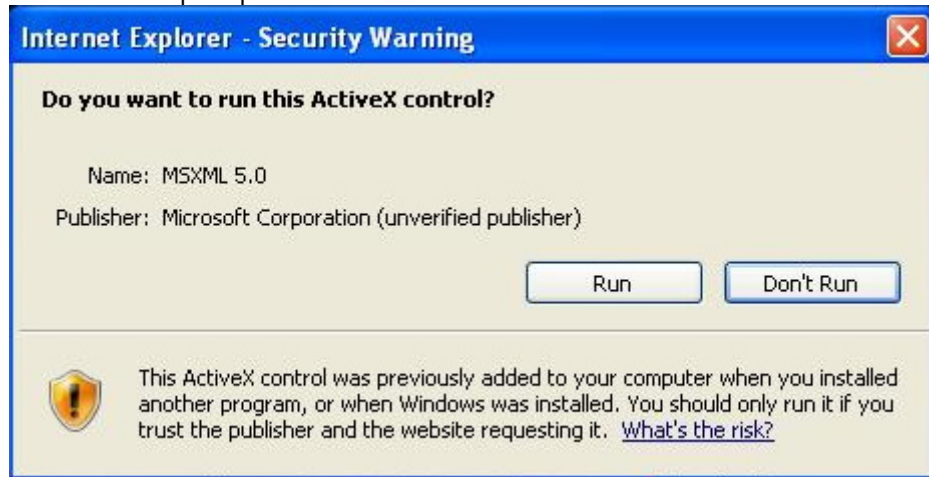 Internet Explorer - Security Warning
Do you want to run this ActiveX control?
Name: MSXML 5.0
Publisher: Microsoft Corporation (unverified publisher)
Run Don't Run
This ActiveX control was previously added to your computer when you installed
another program, or when Windows was installed. You should only run it if you
trust the publisher and the website requesting it. What's the risk?